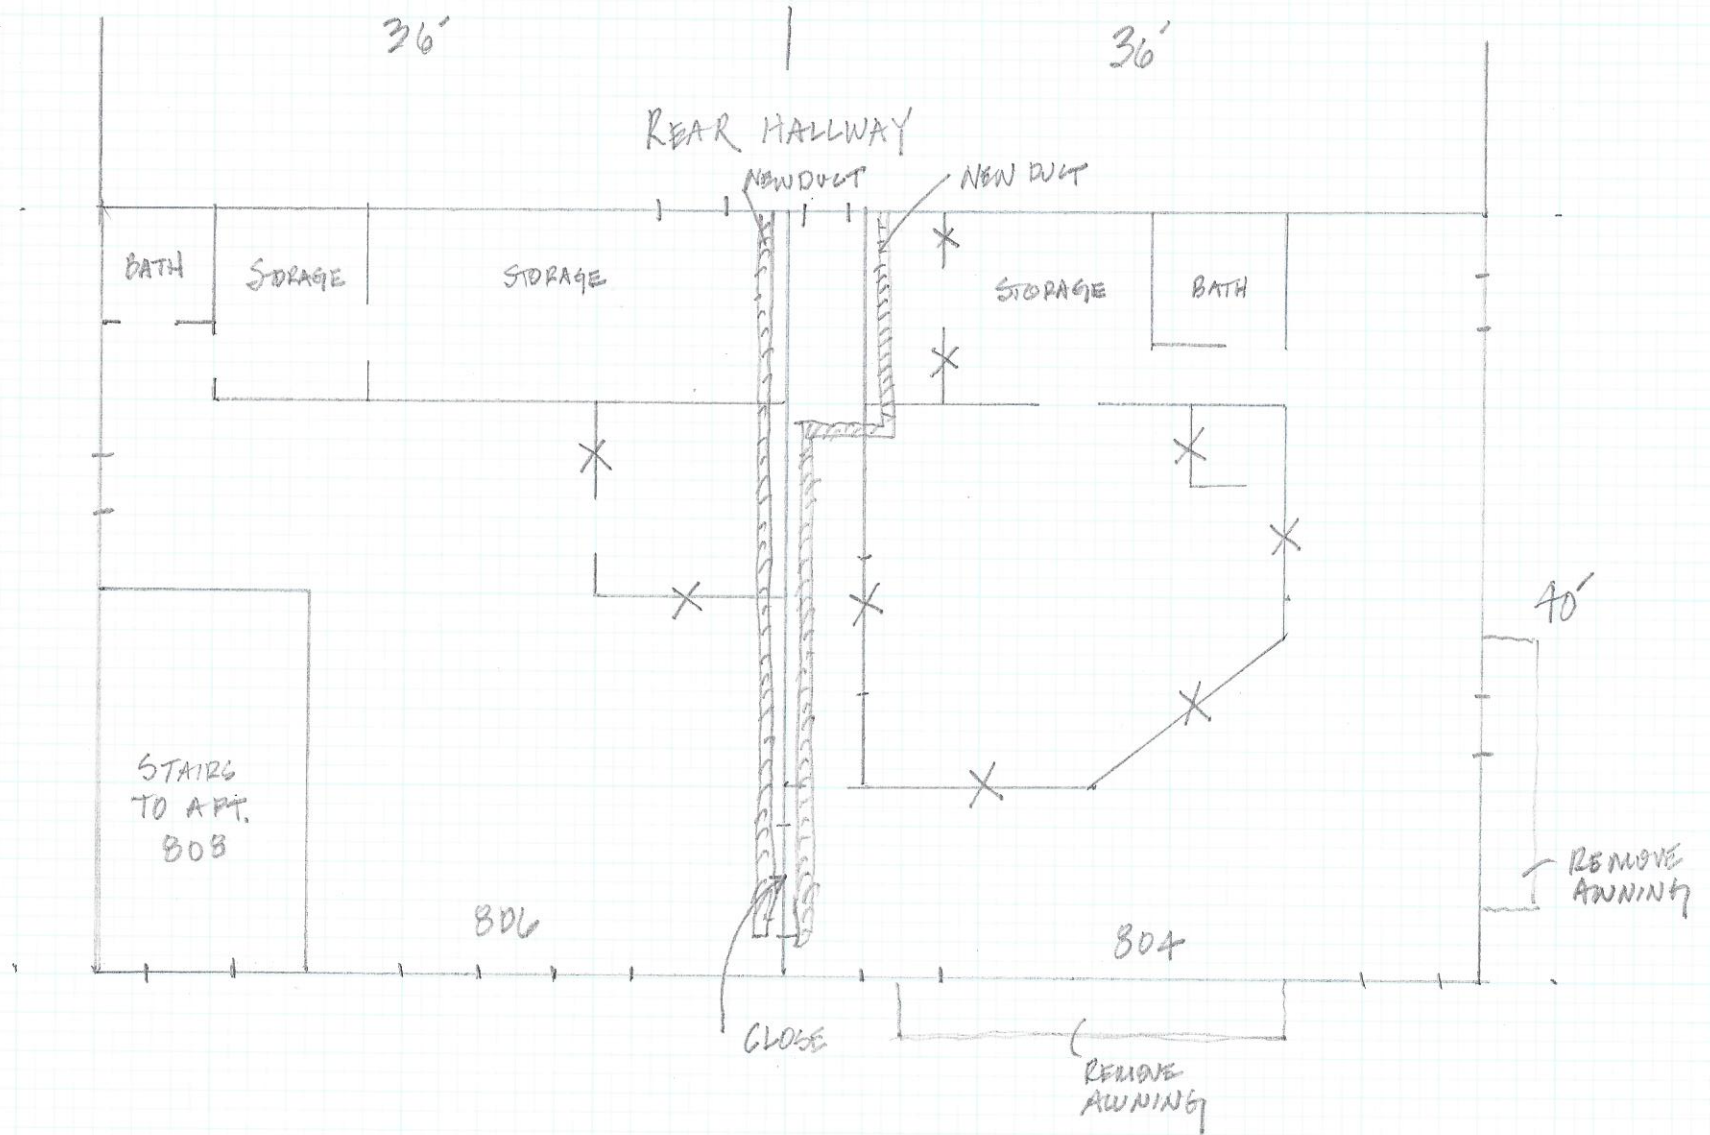 36'
36'
REAR HALLWAY
NEW DUCT
NEW DUCT
BATH
SORAGE
STORAGE
STORAGE
BATH
40'
STAIRS
TO APT.
808
806
804
REMOVE
AWNING
CLOSE
REMOVE
AWNING